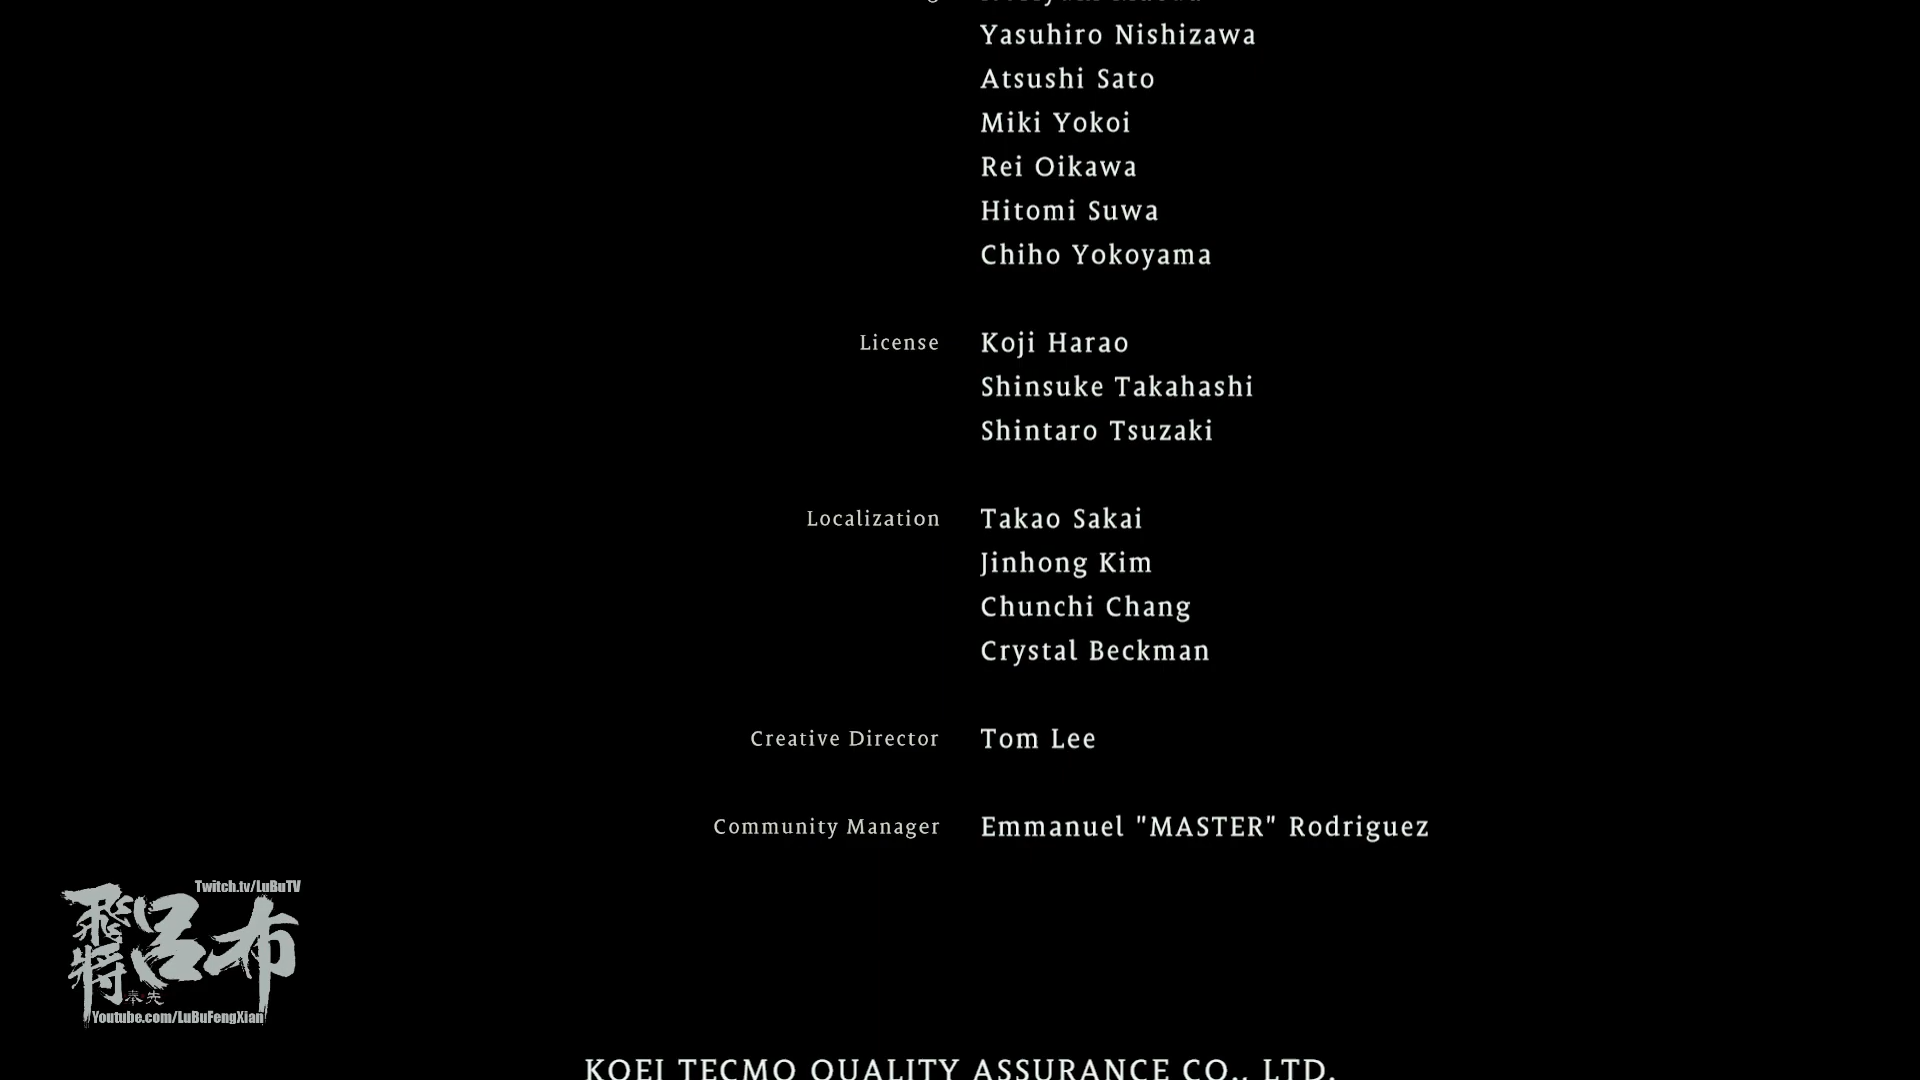 Yasuhiro Nishizawa
Atsushi Sato
Miki Yokoi
Rei Oikawa
Hitomi Suwa
Chiho Yokoyama
License Koji Harao
Shinsuke Takahashi
Shintaro Tsuzaki
Localization Takao Sakai
Jinhong Kim
Chunchi Chang
Crystal Beckman
Creative Director Tom Lee
Community Manager Emmanuel "MASTER" Rodriguez
Twitch.tv/LuBuTV
飛將呂布
奉先
Youtube.com/LuBuFengXian
KOEI TECMO QUALITY ASSURANCE CO., LTD.